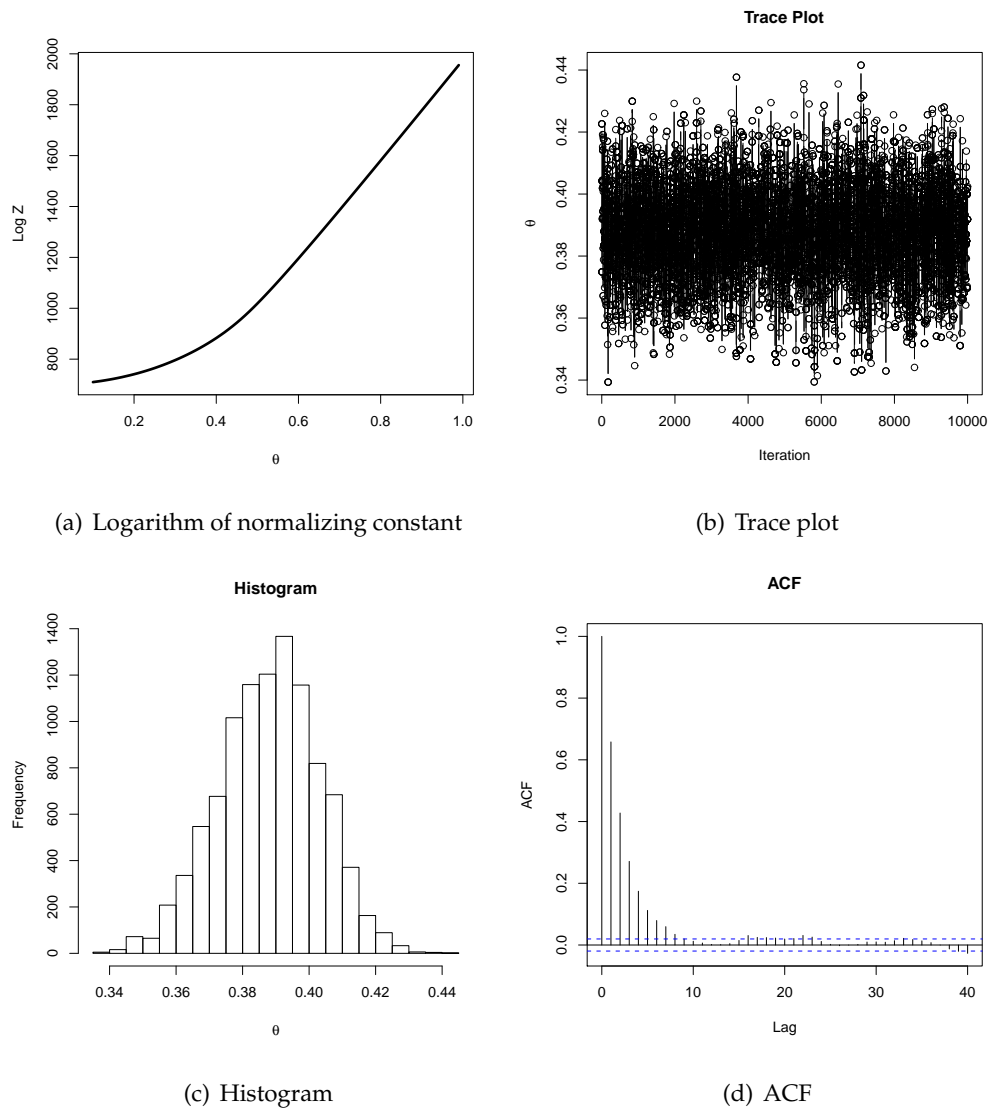 Log Z
2000
1800
1600
1400
1200
1000
800
0.2 0.4 0.6 0.8 1.0
θ
(a) Logarithm of normalizing constant
Trace Plot
θ
0.44
0.42
0.40
0.38
0.36
0.34
0 2000 4000 6000 8000 10000
Iteration
(b) Trace plot
Histogram
Frequency
1400
1200
1000
800
600
400
200
0
0.34 0.36 0.38 0.40 0.42 0.44
θ
(c) Histogram
ACF
ACF
1.0
0.8
0.6
0.4
0.2
0.0
0 10 20 30 40
Lag
(d) ACF